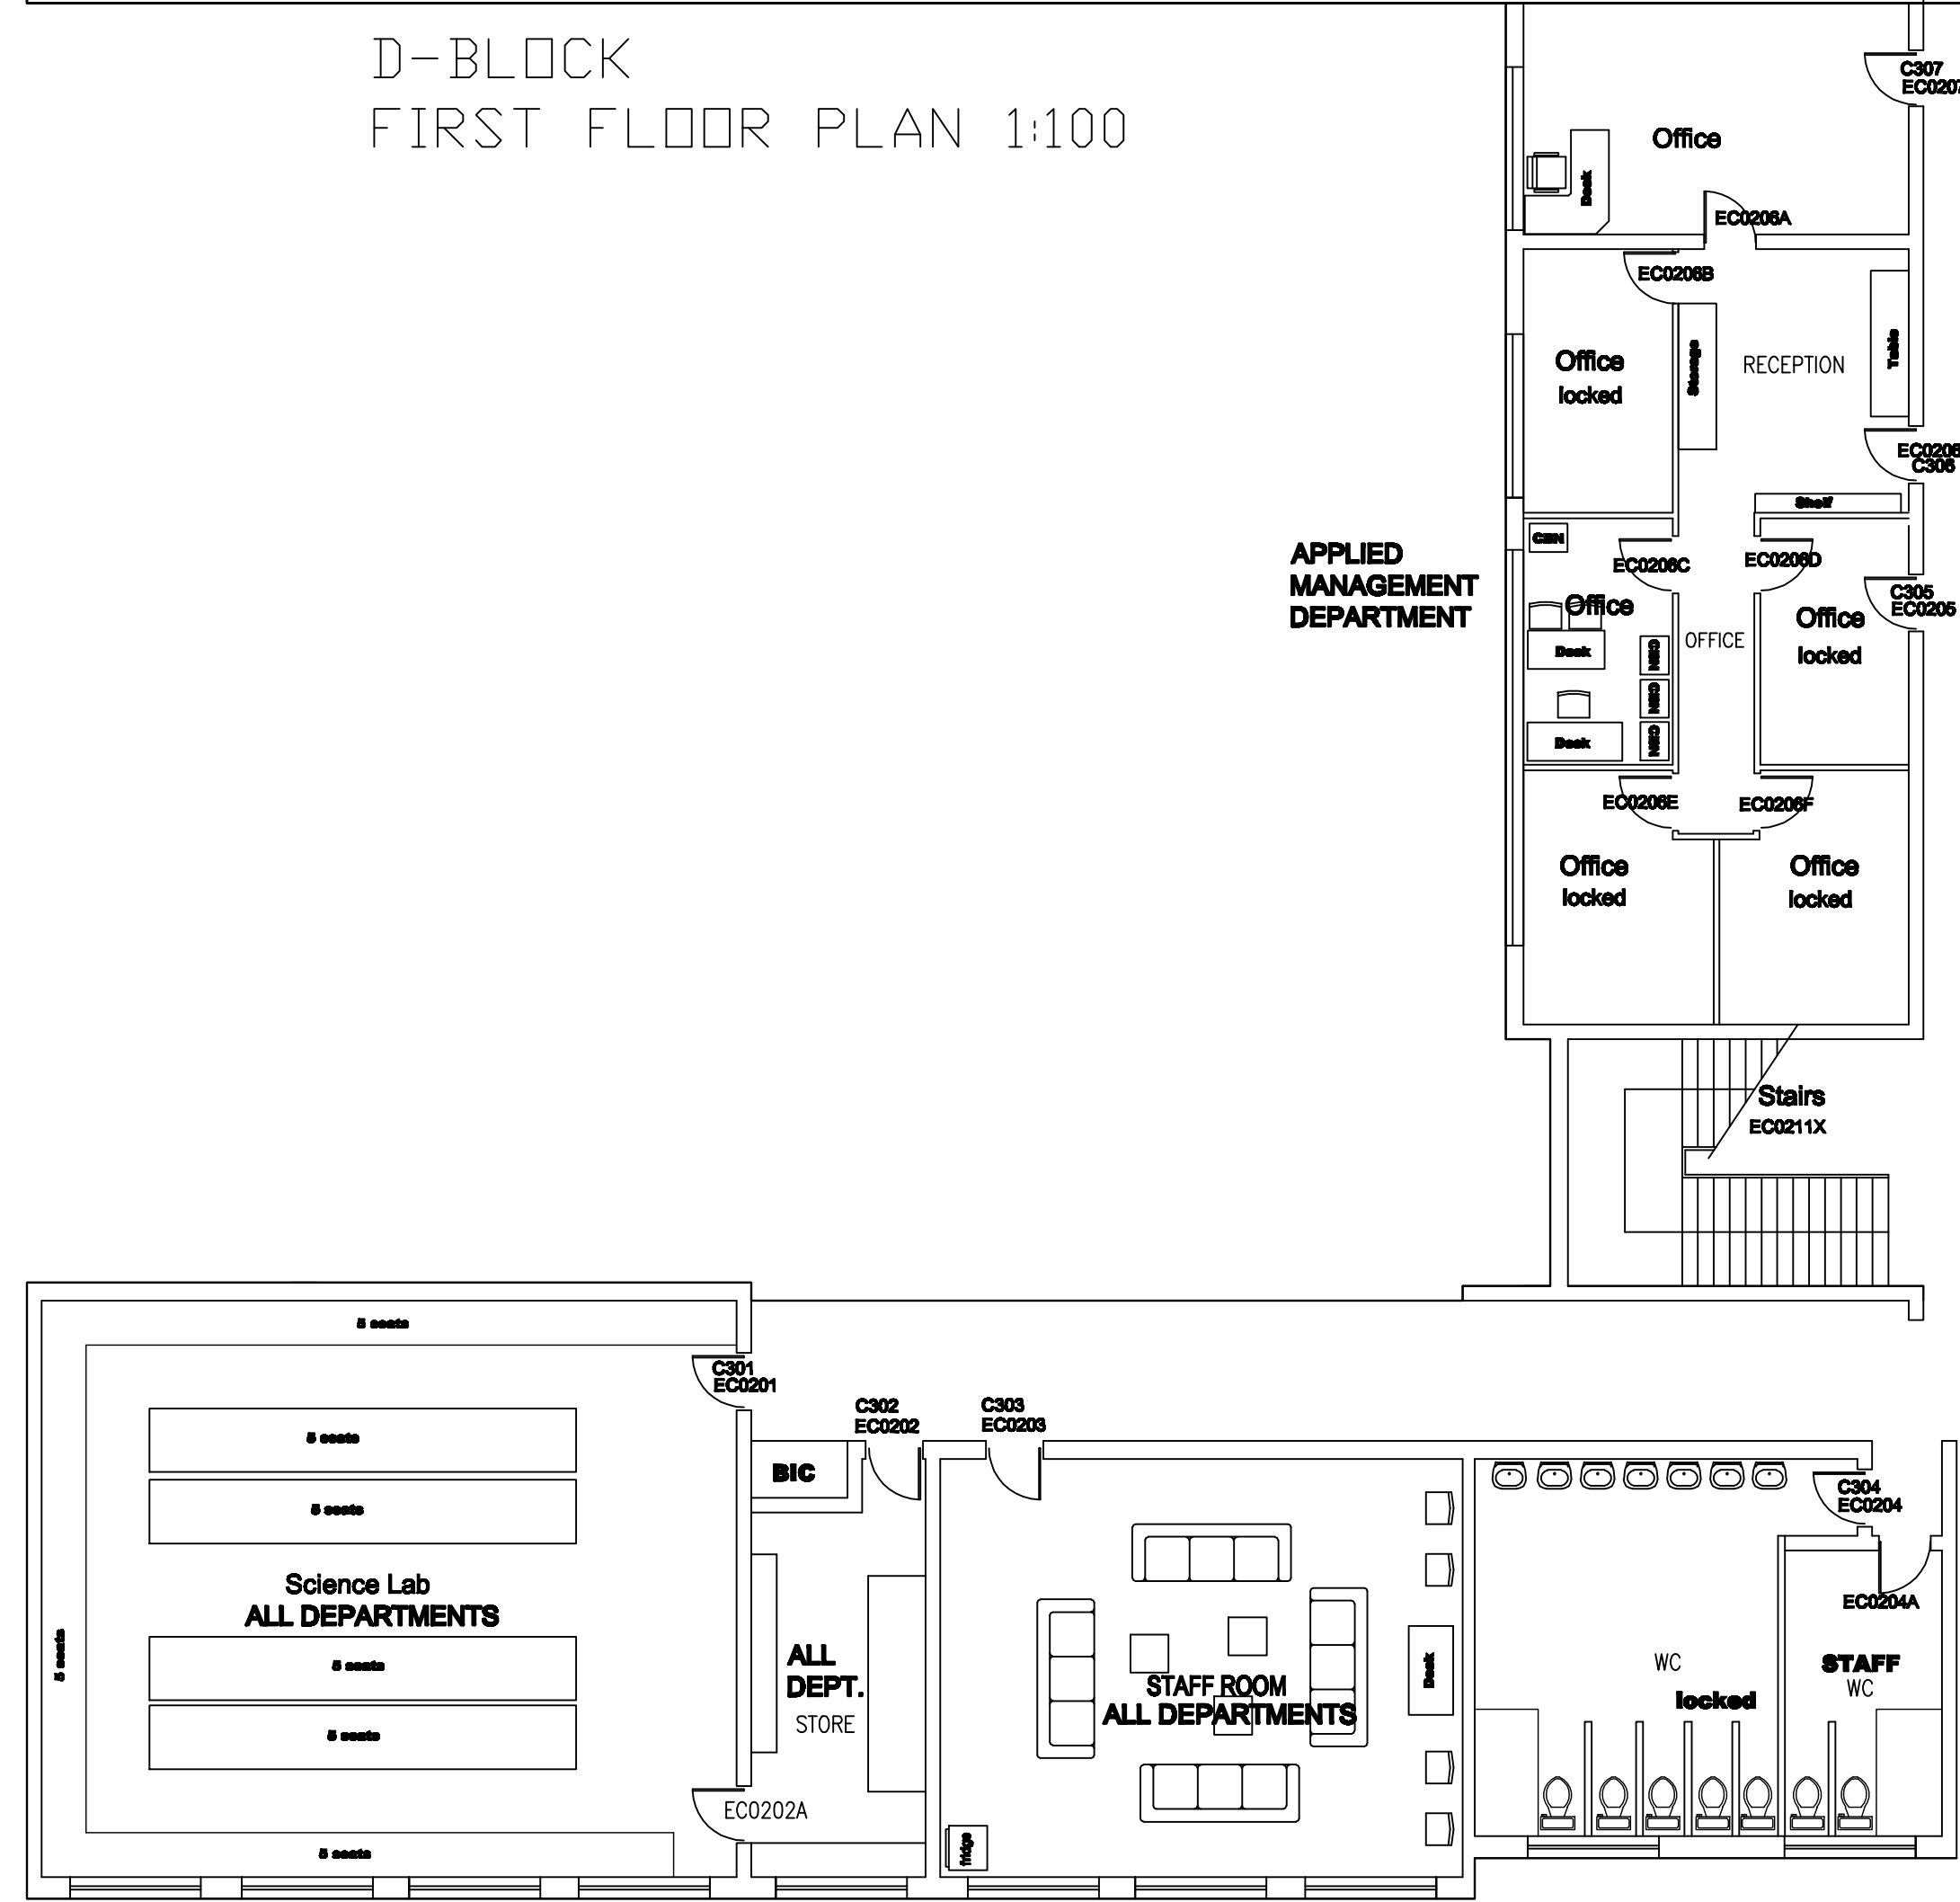 D-BLOCK
FIRST FLOOR PLAN 1:100
C307
Office
Desk
EC0206A
EC0206B
Office
locked
Storage
RECEPTION
Table
C306
Shelf
APPLIED
MANAGEMENT
DEPARTMENT
CBN
EC0206C
EC0206D
Office
C305
EC0205
Office
locked
OFFICE
Desk
CBN
CBN
CBN
Desk
EC0206E
EC0206F
Office
locked
Office
locked
Stairs
EC0211X
5 seats
C301
EC0201
C302
EC0202
C303
EC0203
5 seats
BIC
C304
EC0204
5 seats
Science Lab
ALL DEPARTMENTS
EC0204A
5 seats
5 seats
ALL
DEPT.
STORE
STAFF ROOM
ALL DEPARTMENTS
Desk
WC
locked
STAFF
WC
5 seats
EC0202A
5 seats
fridge